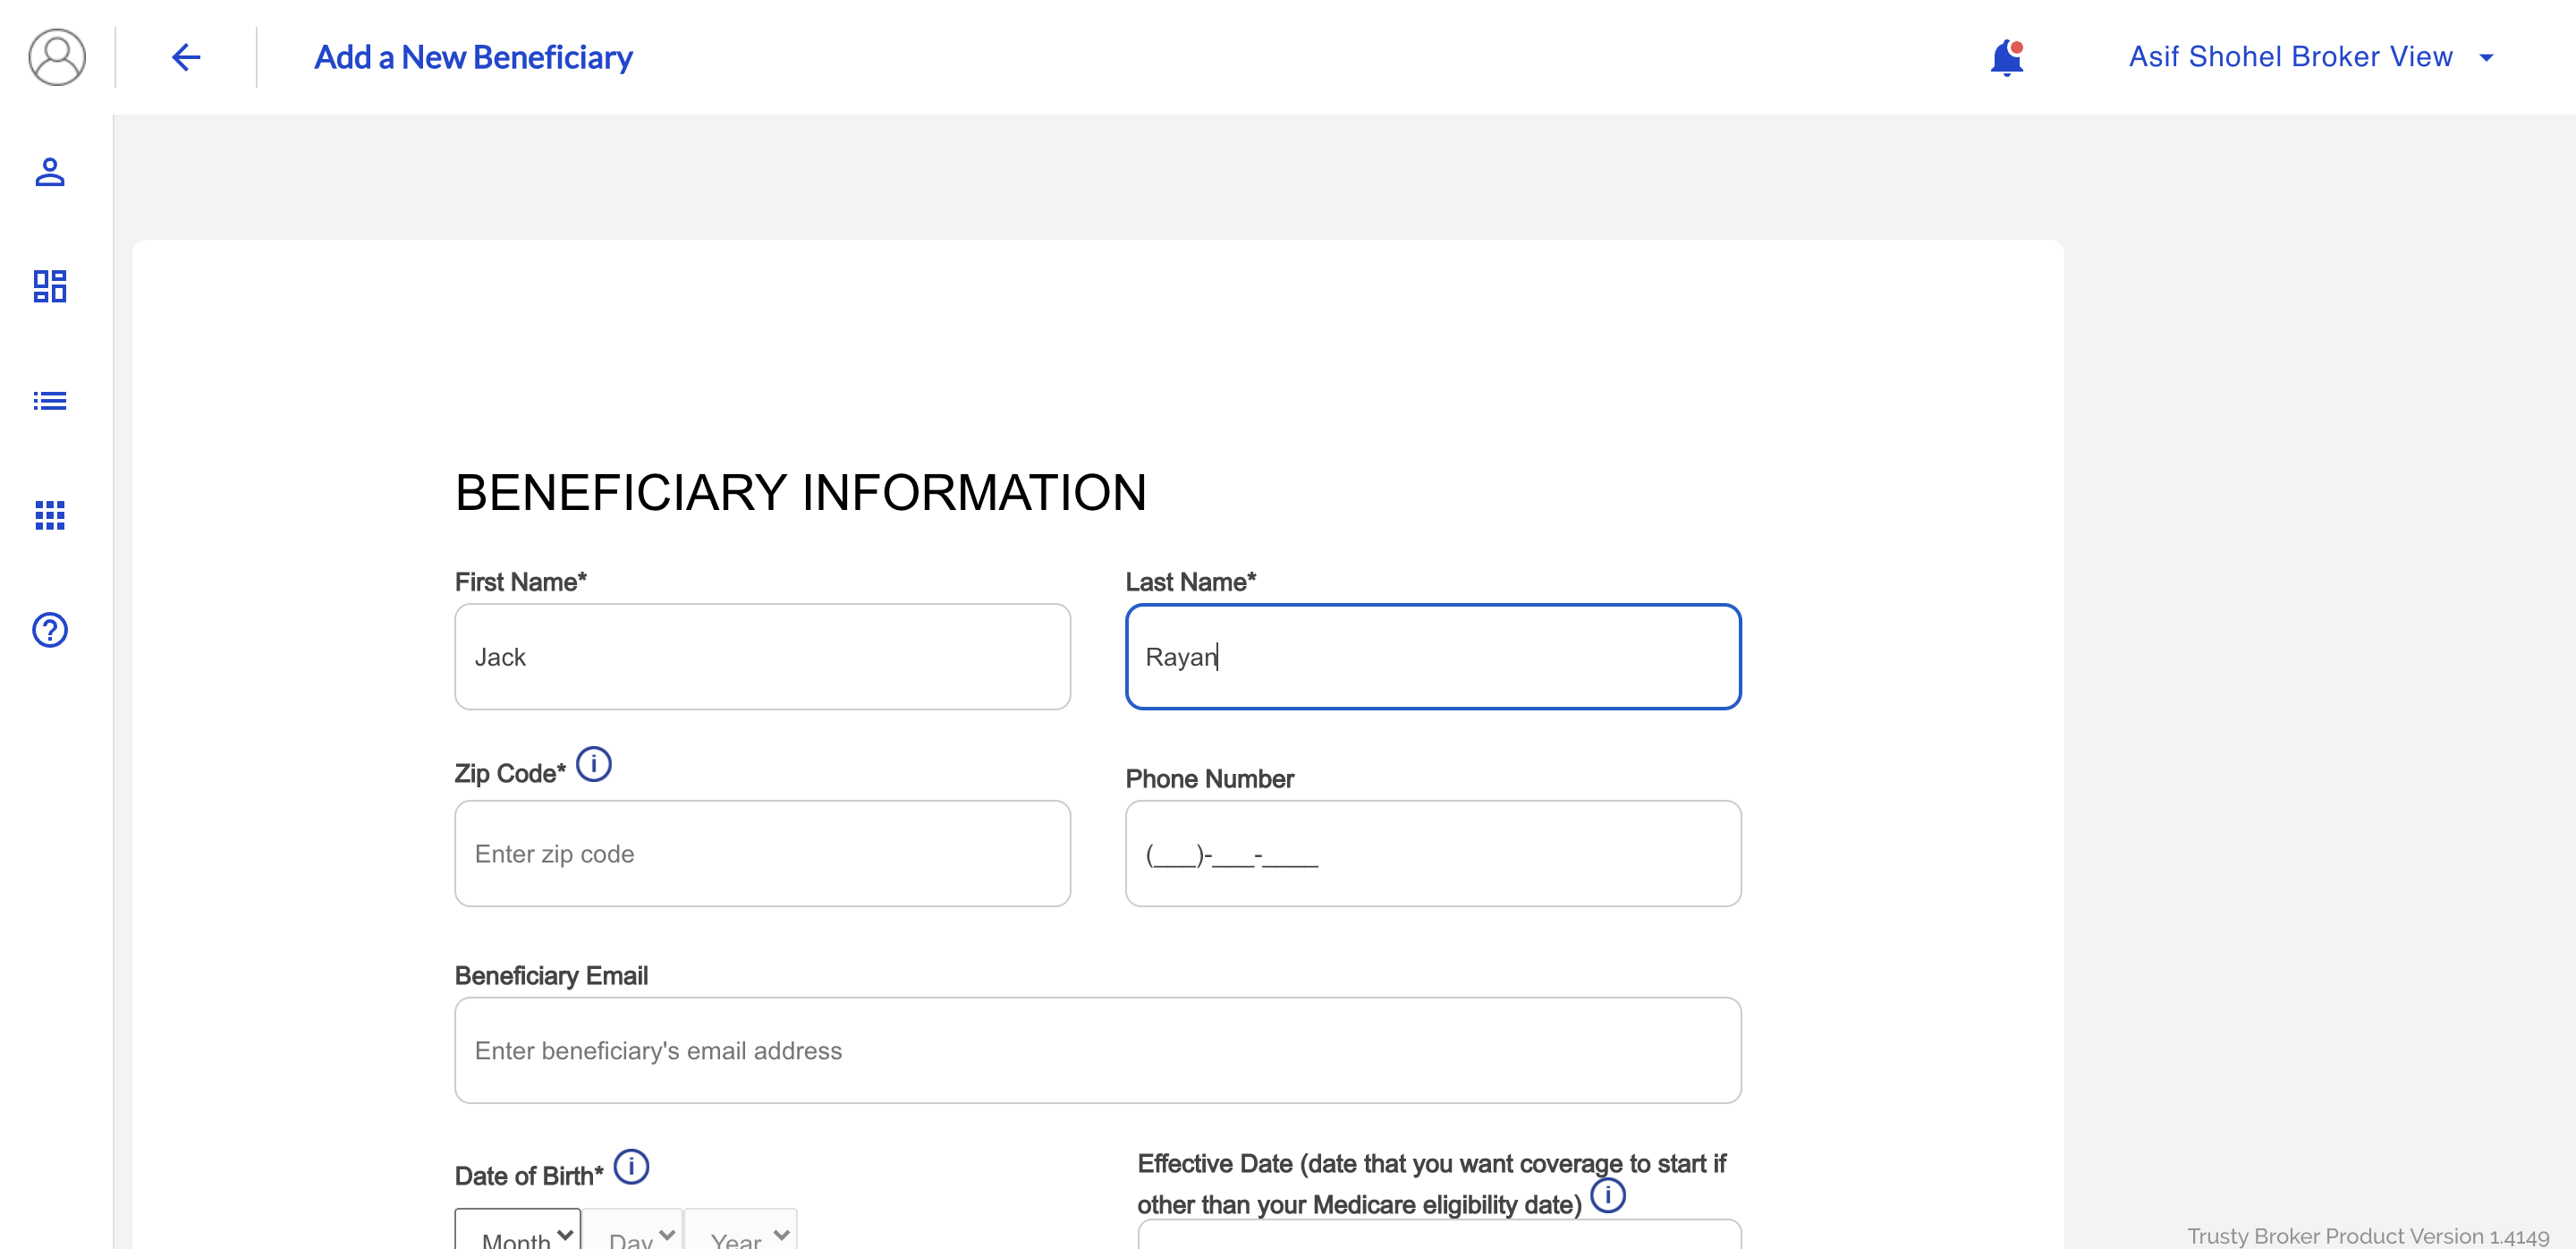 Add a New Beneficiary
Asif Shohel Broker View
BENEFICIARY INFORMATION
First Name*
Last Name*
Jack
Rayan
Zip Code*
Phone Number
Enter zip code
(___)-___-____
Beneficiary Email
Enter beneficiary's email address
Date of Birth*
Effective Date (date that you want coverage to start if
other than your Medicare eligibility date)
Month
Day
Year
Trusty Broker Product Version 1.4149